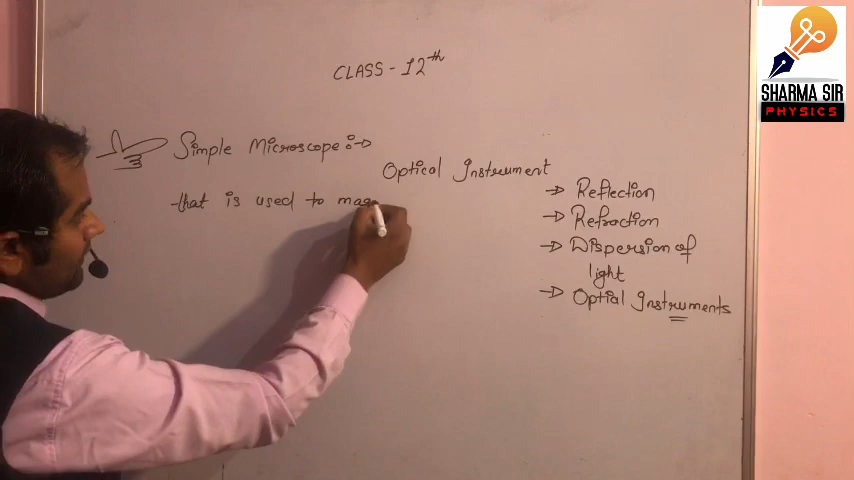 CLASS - 12th
Simple Microscope :→
Optical Instrument
that is used to mag
→ Reflection
→ Refraction
→ Dispersion of
light
→ Optial Instruments
SHARMA SIR
PHYSICS